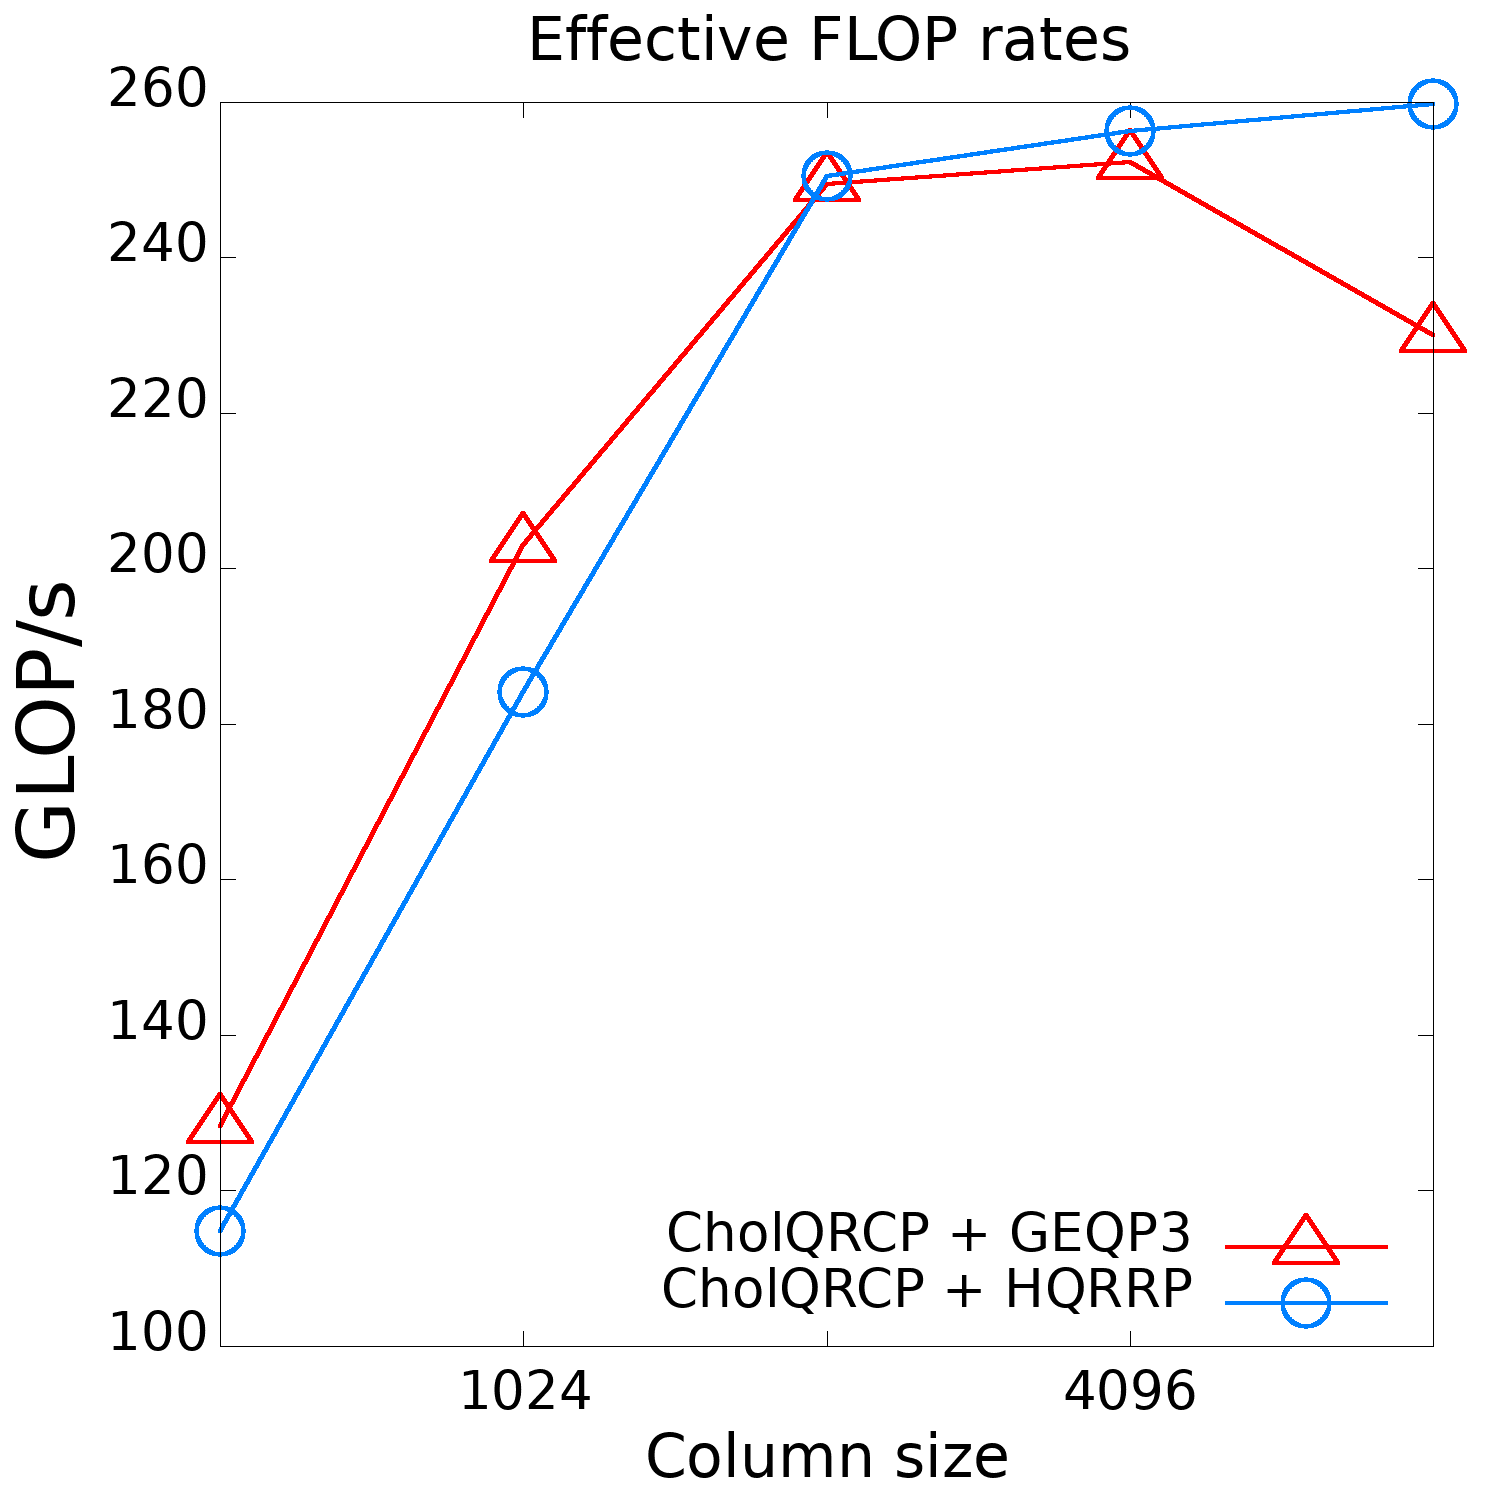 Effective FLOP rates
260
240
220
200
180
160
140
120
100
GLOP/s
CholQRCP + GEQP3
CholQRCP + HQRRP
1024 4096
Column size